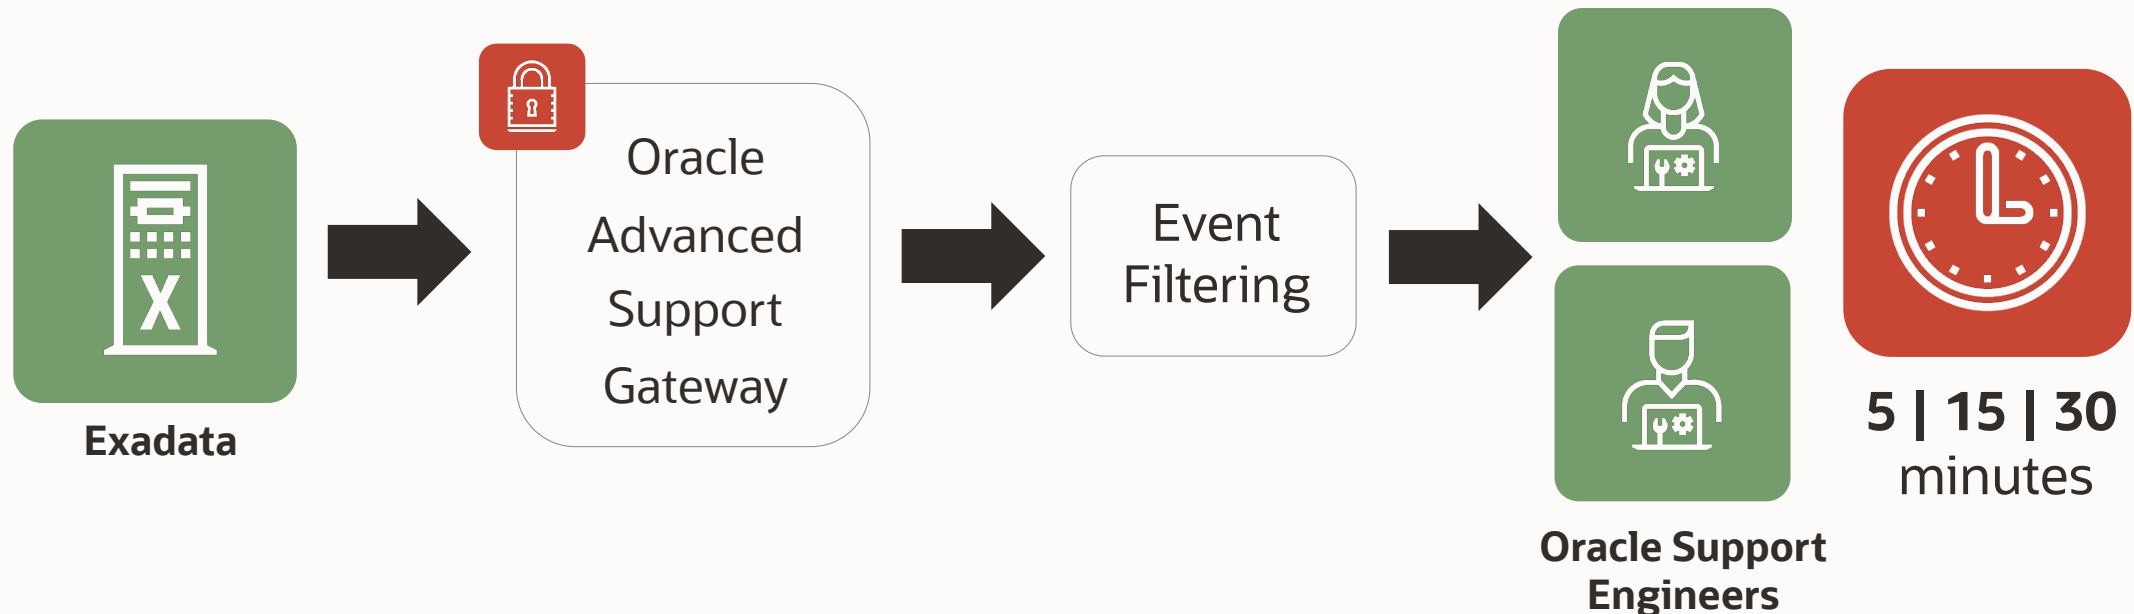 Exadata
Oracle
Advanced
Support
Gateway
Event
Filtering
Oracle Support
Engineers
5 | 15 | 30
minutes